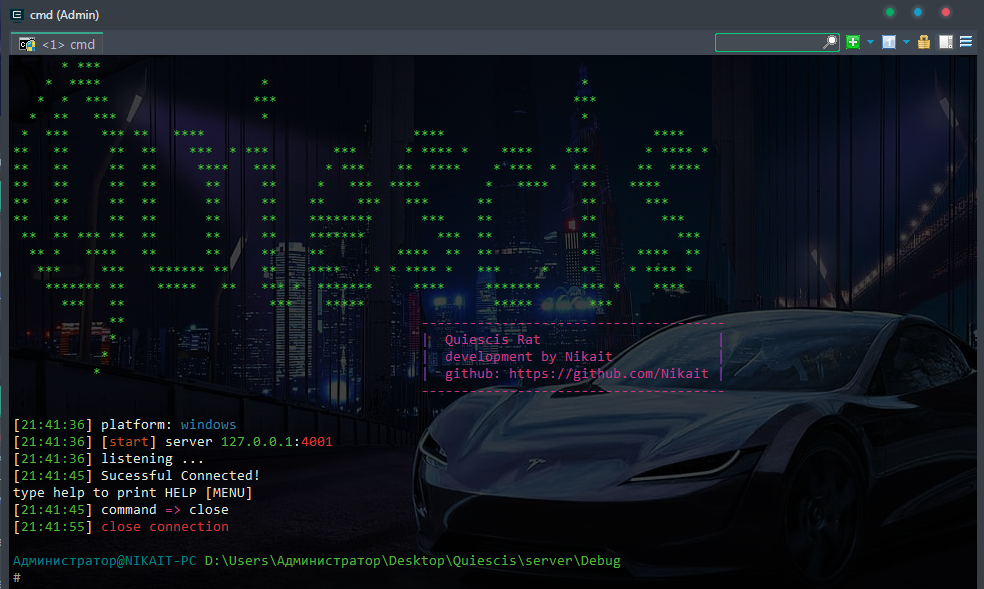 cmd (Admin)
<1> cmd
Quiescis
Quiescis Rat
development by Nikait
github: https://github.com/Nikait
[21:41:36] platform: windows
[21:41:36] [start] server 127.0.0.1:4001
[21:41:36] listening ...
[21:41:45] Sucessful Connected!
type help to print HELP [MENU]
[21:41:45] command => close
[21:41:55] close connection
Администратор@NIKAIT-PC D:\Users\Администратор\Desktop\Quiescis\server\Debug
#